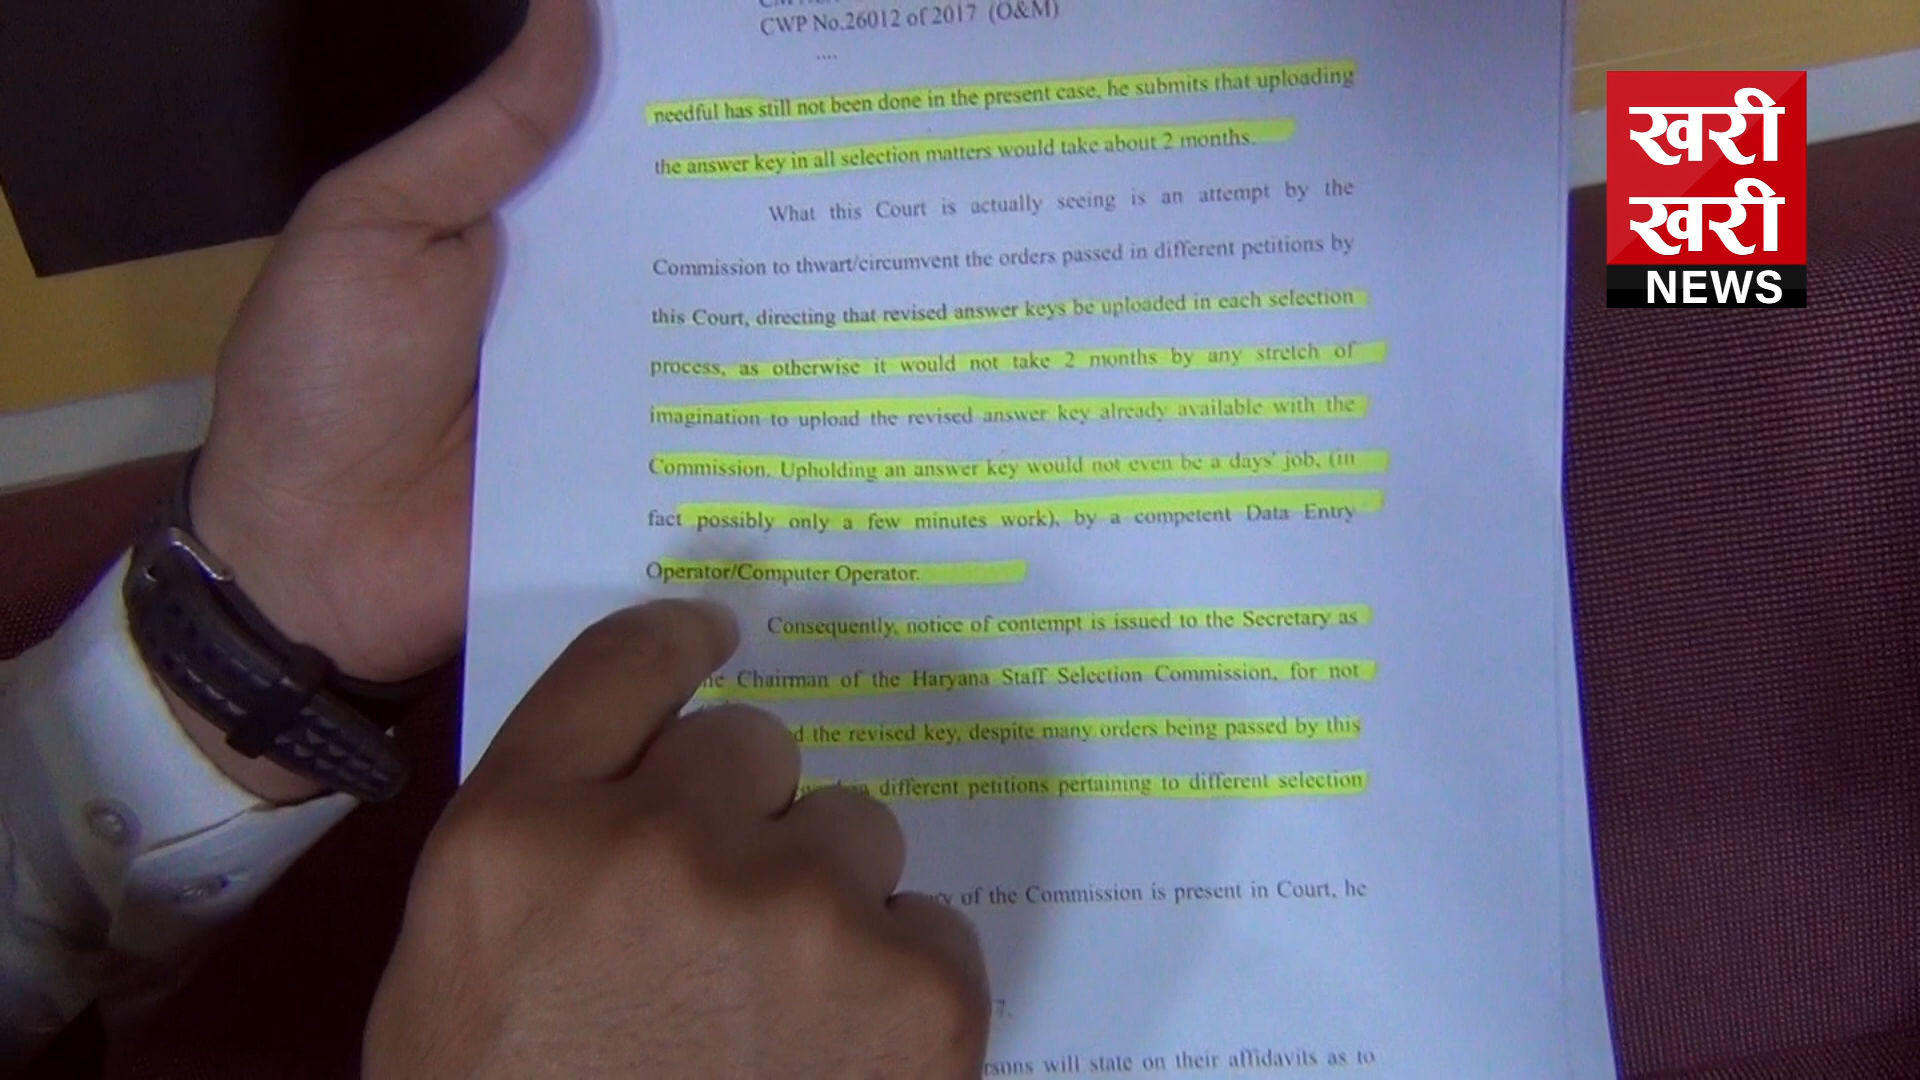 CWP No.26012 of 2017 (O&M)
....
needful has still not been done in the present case, he submits that uploading
the answer key in all selection matters would take about 2 months.
What this Court is actually seeing is an attempt by the
Commission to thwart/circumvent the orders passed in different petitions by
this Court, directing that revised answer keys be uploaded in each selection
process, as otherwise it would not take 2 months by any stretch of
imagination to upload the revised answer key already available with the
Commission. Upholding an answer key would not even be a days' job, (in
fact possibly only a few minutes work), by a competent Data Entry
Operator/Computer Operator.
Consequently, notice of contempt is issued to the Secretary as
Chairman of the Haryana Staff Selection Commission, for not
the revised key, despite many orders being passed by this
different petitions pertaining to different selection
of the Commission is present in Court, he
will state on their affidavits as to
खरी
खरी
NEWS